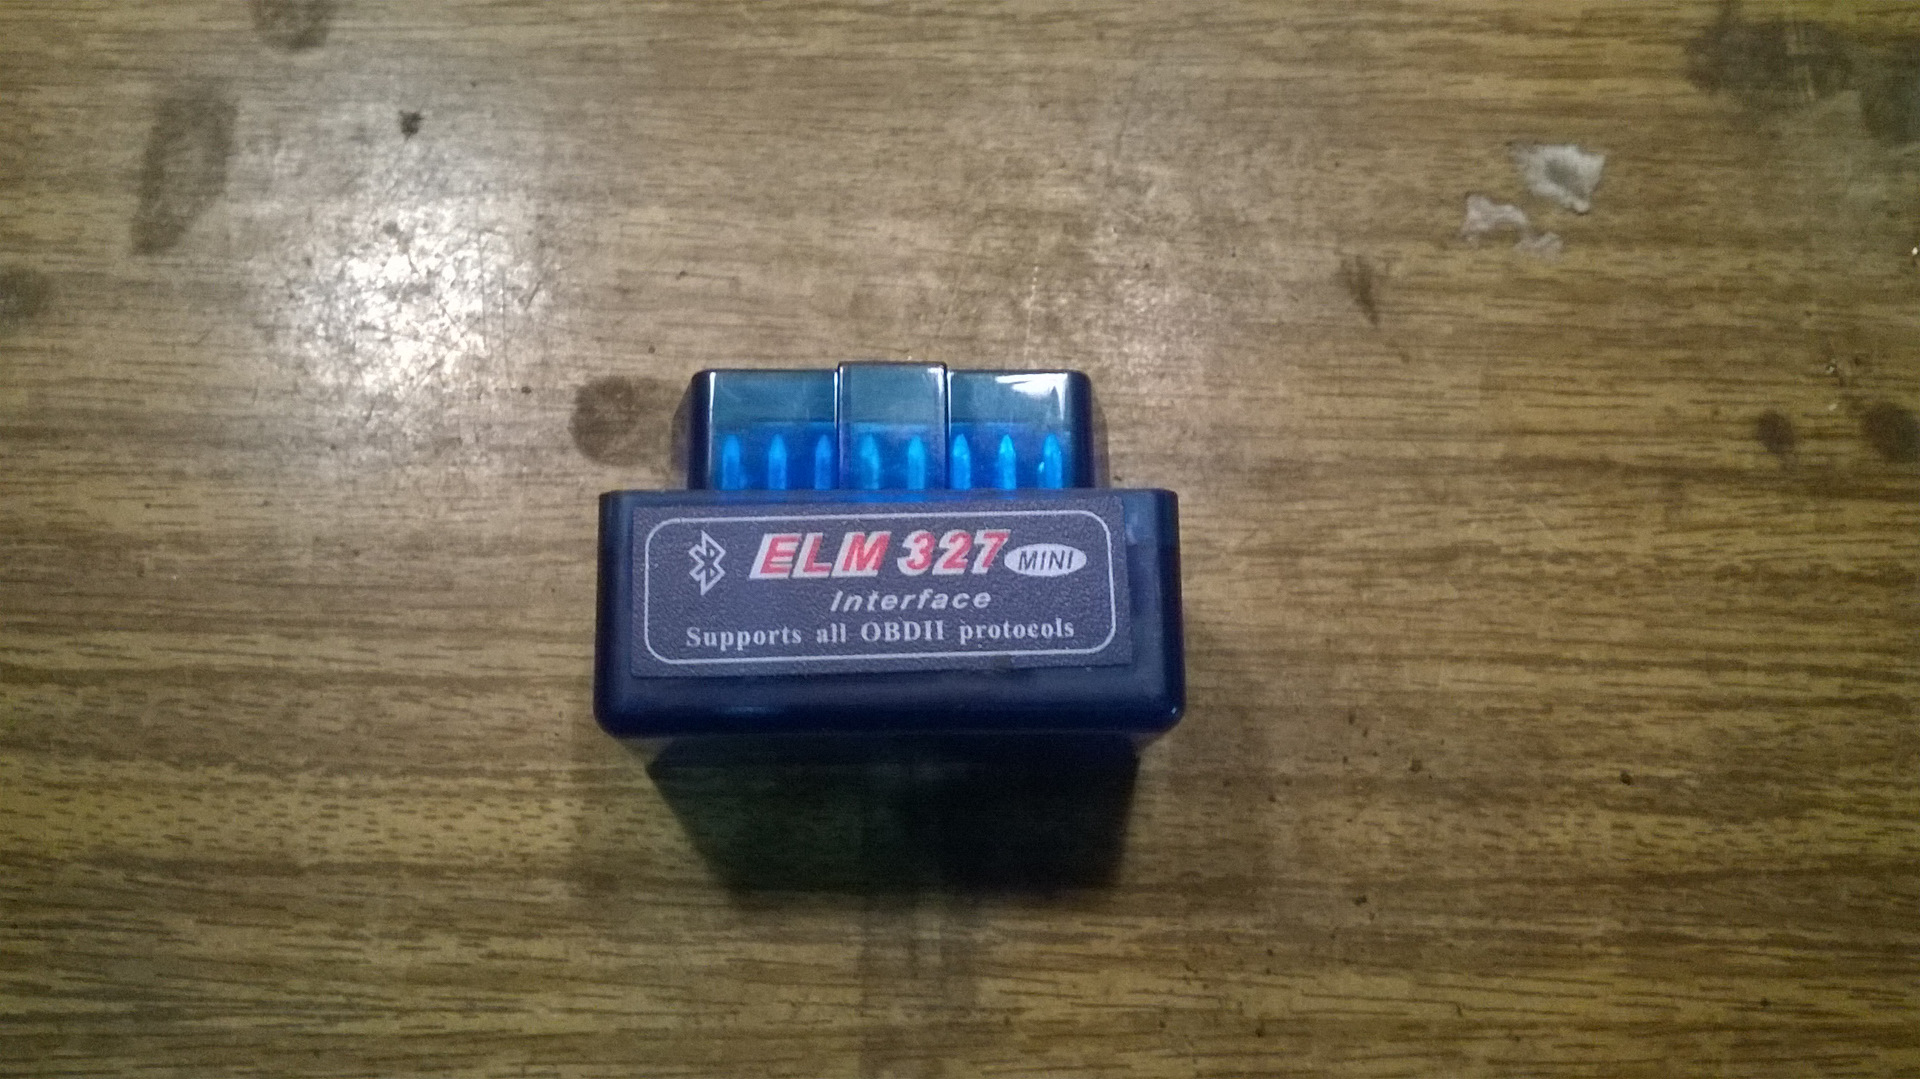 ELM 327 MINI
Interface
Supports all OBDII protocols